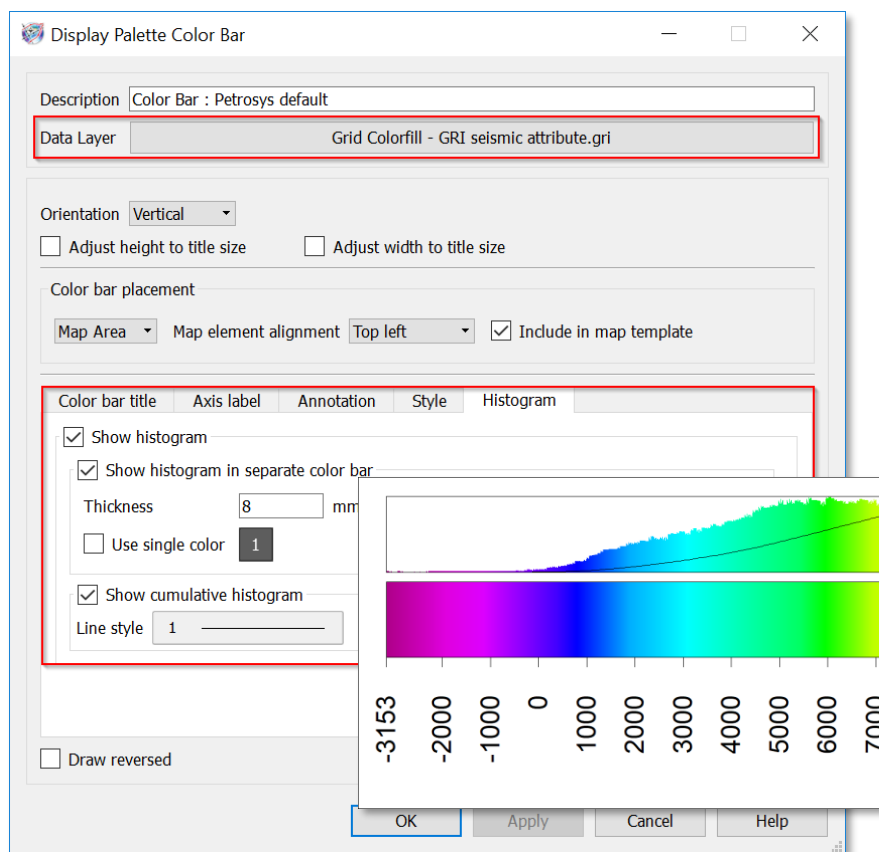 Display Palette Color Bar
Description Color Bar : Petrosys default
Data Layer Grid Colorfill - GRI seismic attribute.gri
Orientation Vertical
Adjust height to title size Adjust width to title size
Color bar placement
Map Area Map element alignment Top left Include in map template
Color bar title Axis label Annotation Style Histogram
Show histogram
Show histogram in separate color bar
Thickness 8 mm
Use single color 1
Show cumulative histogram
Line style 1
-3153 -2000 -1000 0 1000 2000 3000 4000 5000 6000 7000
Draw reversed
OK Apply Cancel Help